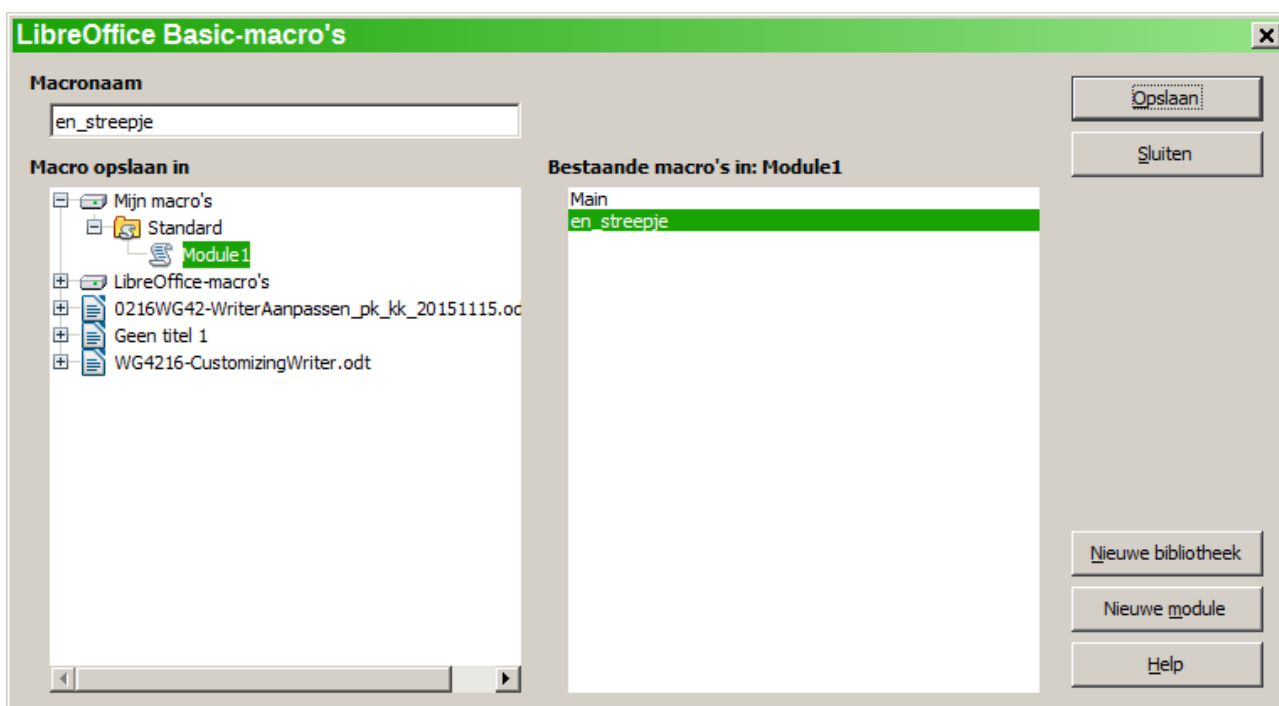 LibreOffice Basic-macro's
Macronaam
en_streepje
Macro opslaan in
Mijn macro's
Standard
Module1
LibreOffice-macro's
0216WG42-WriterAanpassen_pk_kk_20151115.od
Geen titel 1
WG4216-CustomizingWriter.odt
Bestaande macro's in: Module1
Main
en_streepje
Opslaan
Sluiten
Nieuwe bibliotheek
Nieuwe module
Help